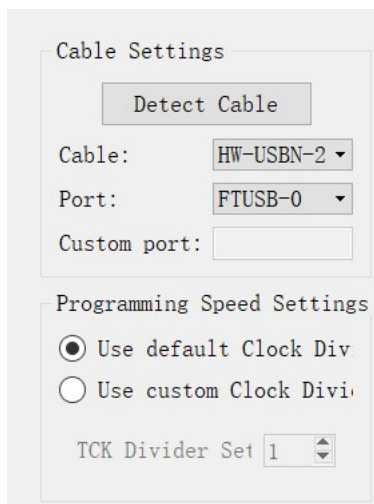 Cable Settings
Detect Cable
Cable: HW-USBN-2
Port: FTUSB-0
Custom port:
Programming Speed Settings
Use default Clock Div
Use custom Clock Divi
TCK Divider Set 1